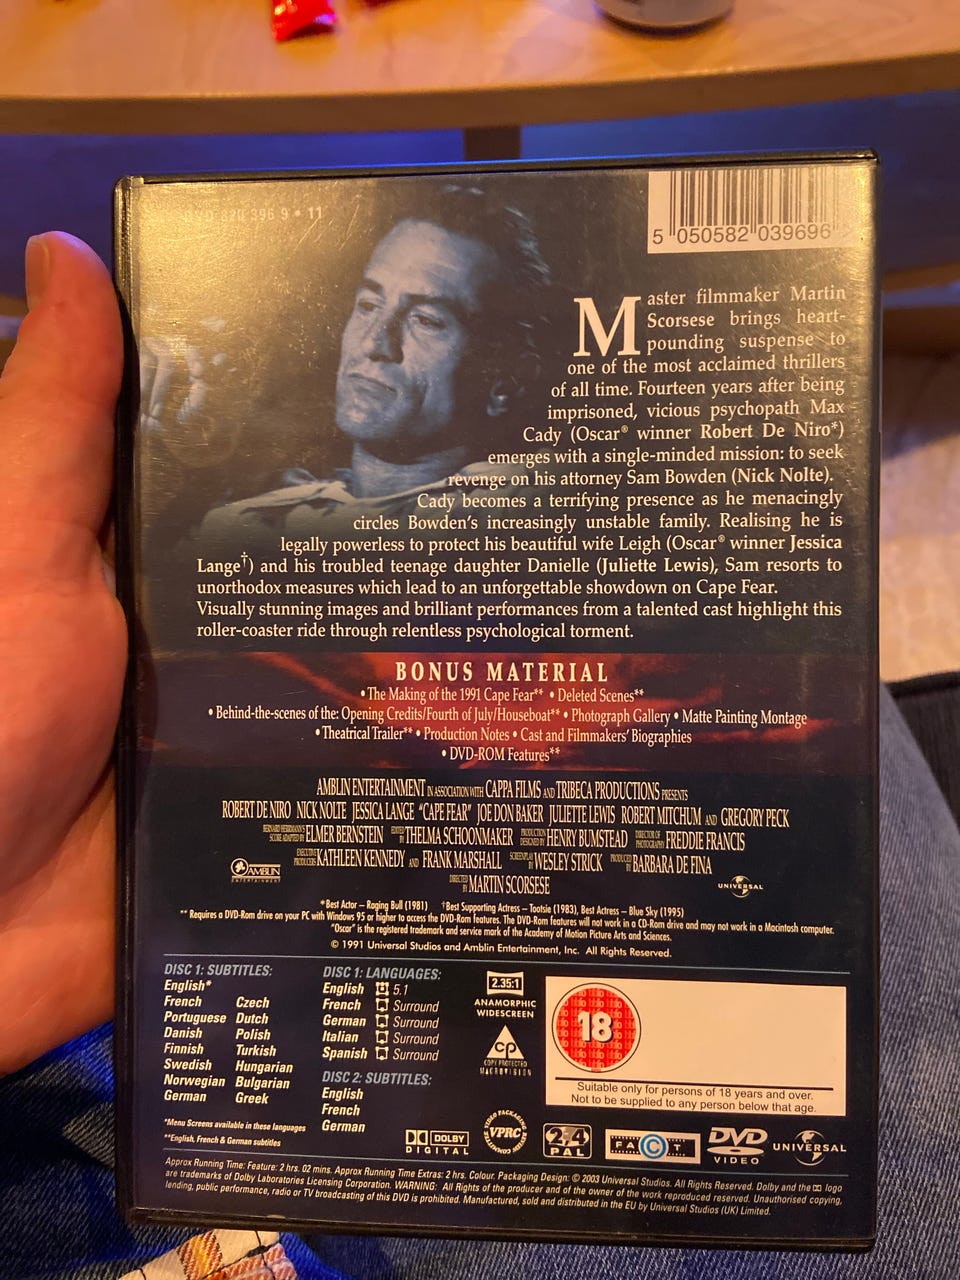 DVD 820 396 9 • 11
5 050582 039696
Master filmmaker Martin
Scorsese brings heart-
pounding suspense to
one of the most acclaimed thrillers
of all time. Fourteen years after being
imprisoned, vicious psychopath Max
Cady (Oscar® winner Robert De Niro*)
emerges with a single-minded mission: to seek
revenge on his attorney Sam Bowden (Nick Nolte).
Cady becomes a terrifying presence as he menacingly
circles Bowden's increasingly unstable family. Realising he is
legally powerless to protect his beautiful wife Leigh (Oscar® winner Jessica
Lange†) and his troubled teenage daughter Danielle (Juliette Lewis), Sam resorts to
unorthodox measures which lead to an unforgettable showdown on Cape Fear.
Visually stunning images and brilliant performances from a talented cast highlight this
roller-coaster ride through relentless psychological torment.
BONUS MATERIAL
• The Making of the 1991 Cape Fear** • Deleted Scenes**
• Behind-the-scenes of the: Opening Credits/Fourth of July/Houseboat** • Photograph Gallery • Matte Painting Montage
• Theatrical Trailer** • Production Notes • Cast and Filmmakers' Biographies
• DVD-ROM Features**
AMBLIN ENTERTAINMENT IN ASSOCIATION WITH CAPPA FILMS AND TRIBECA PRODUCTIONS PRESENTS
ROBERT DE NIRO NICK NOLTE JESSICA LANGE "CAPE FEAR" JOE DON BAKER JULIETTE LEWIS ROBERT MITCHUM AND GREGORY PECK
BERNARD HERRMANN'S SCORE ADAPTED BY ELMER BERNSTEIN EDITED BY THELMA SCHOONMAKER PRODUCTION DESIGNED BY HENRY BUMSTEAD DIRECTOR OF PHOTOGRAPHY FREDDIE FRANCIS
EXECUTIVE PRODUCERS KATHLEEN KENNEDY AND FRANK MARSHALL SCREENPLAY BY WESLEY STRICK PRODUCED BY BARBARA DE FINA
AMBLIN ENTERTAINMENT
DIRECTED BY MARTIN SCORSESE
UNIVERSAL
*Best Actor – Raging Bull (1981) †Best Supporting Actress – Tootsie (1983), Best Actress – Blue Sky (1995)
** Requires a DVD-Rom drive on your PC with Windows 95 or higher to access the DVD-Rom features. The DVD-Rom features will not work in a CD-Rom drive and may not work in a Macintosh computer.
"Oscar" is the registered trademark and service mark of the Academy of Motion Picture Arts and Sciences.
© 1991 Universal Studios and Amblin Entertainment, Inc. All Rights Reserved.
DISC 1: SUBTITLES:
English*
French Czech
Portuguese Dutch
Danish Polish
Finnish Turkish
Swedish Hungarian
Norwegian Bulgarian
German Greek
*Menu Screens available in these languages
**English, French & German subtitles
DISC 1: LANGUAGES:
English 5.1
French Surround
German Surround
Italian Surround
Spanish Surround
DISC 2: SUBTITLES:
English
French
German
2.35:1
ANAMORPHIC
WIDESCREEN
cp
COPY PROTECTED
MACROVISION
18
Suitable only for persons of 18 years and over.
Not to be supplied to any person below that age.
DOLBY
DIGITAL
VPRC
VIDEO PACKAGING REVIEW COMMITTEE
2 4
PAL
FACT
DVD
VIDEO
UNIVERSAL
Approx Running Time: Feature: 2 hrs. 02 mins. Approx Running Time Extras: 2 hrs. Colour. Packaging Design: © 2003 Universal Studios. All Rights Reserved. Dolby and the DD logo
are trademarks of Dolby Laboratories Licensing Corporation. WARNING: All Rights of the producer and of the owner of the work reproduced reserved. Unauthorised copying,
lending, public performance, radio or TV broadcasting of this DVD is prohibited. Manufactured, sold and distributed in the EU by Universal Studios (UK) Limited.